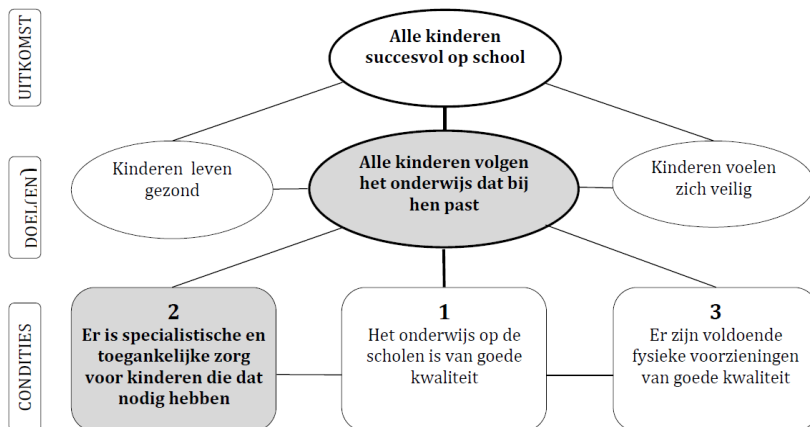 UITKOMST
Alle kinderen
succesvol op school
DOEL(EN)
Kinderen leven
gezond
Alle kinderen volgen
het onderwijs dat bij
hen past
Kinderen voelen
zich veilig
CONDITIES
2
Er is specialistische en
toegankelijke zorg
voor kinderen die dat
nodig hebben
1
Het onderwijs op de
scholen is van goede
kwaliteit
3
Er zijn voldoende
fysieke voorzieningen
van goede kwaliteit